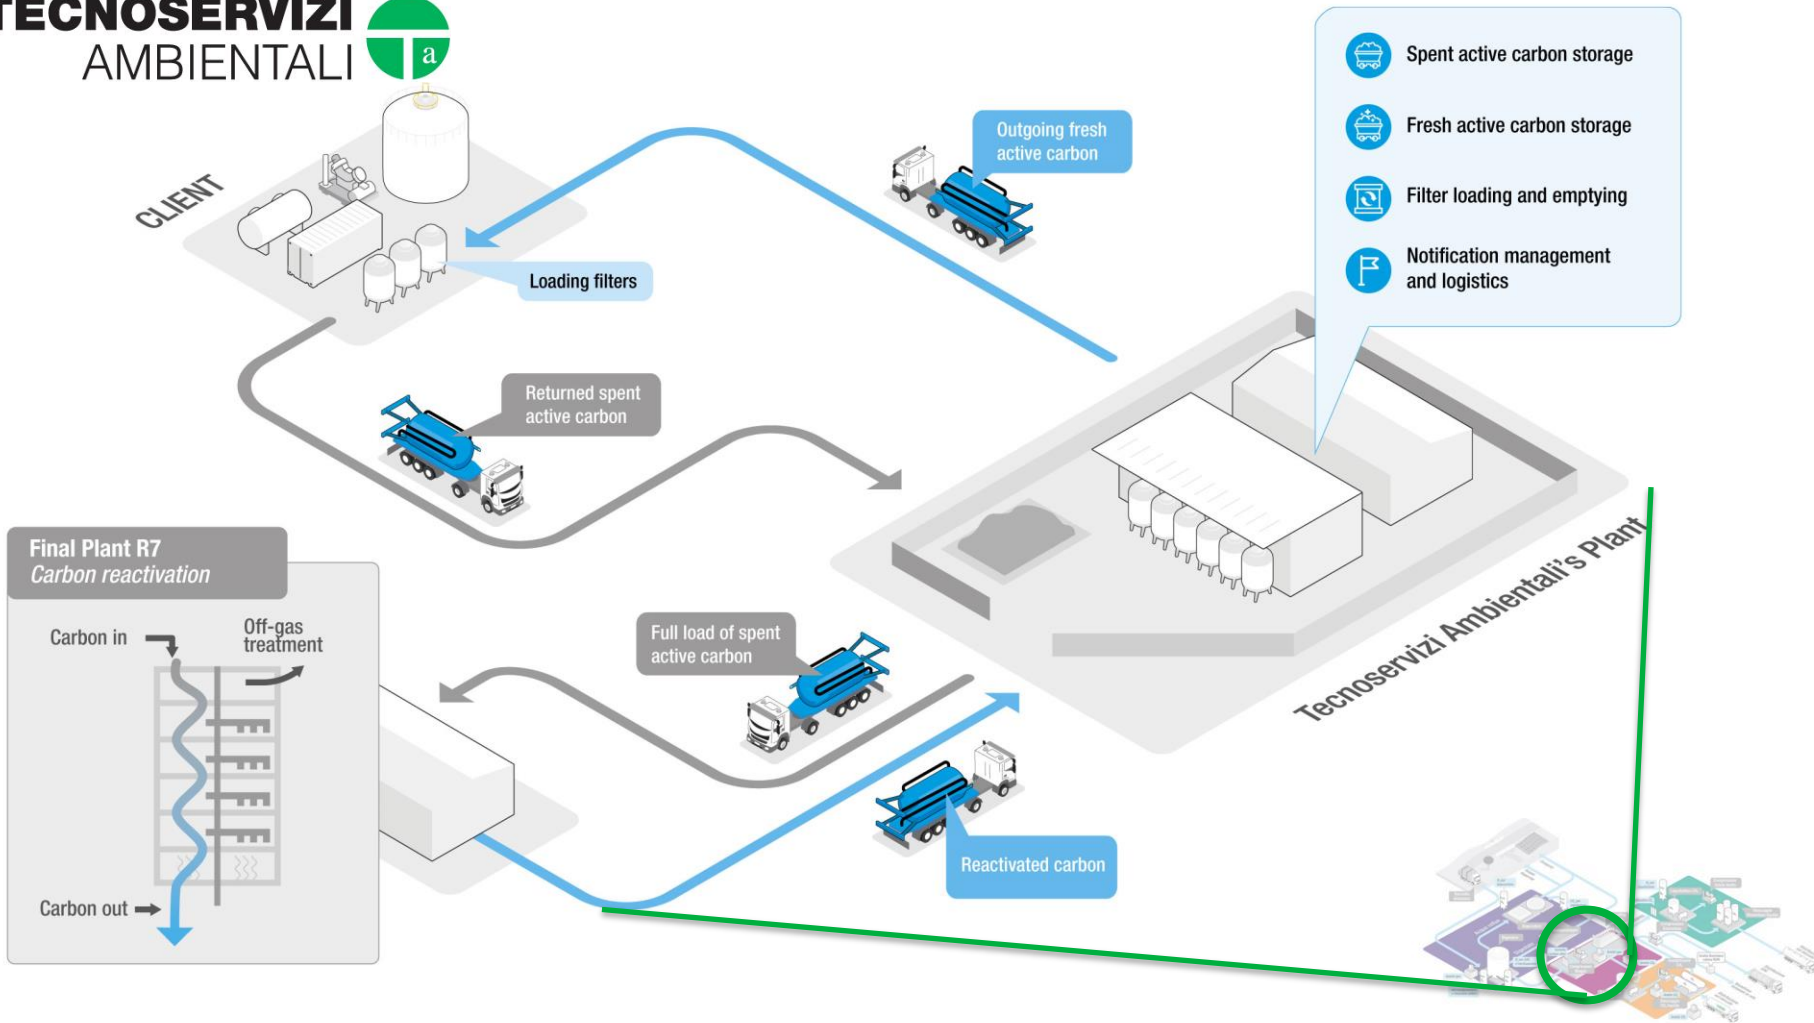 TECNOSERVIZI
AMBIENTALI
a
CLIENT
Loading filters
Outgoing fresh
active carbon
Spent active carbon storage
Fresh active carbon storage
Filter loading and emptying
Notification management
and logistics
Returned spent
active carbon
Tecnoservizi Ambientali's Plant
Final Plant R7
Carbon reactivation
Carbon in
Off-gas
treatment
Carbon out
Full load of spent
active carbon
Reactivated carbon